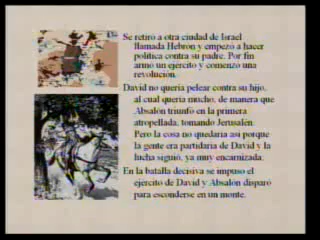 Se retiró a otra ciudad de Israel
llamada Hebrón y empezó a hacer
política contra su padre. Por fin
armó un ejército y comenzó una
revolución.
David no quería pelear contra su hijo,
al cual quería mucho, de manera que
Absalón triunfó en la primera
atropellada, tomando Jerusalén.
Pero la cosa no quedaría así porque
la gente era partidaria de David y la
lucha siguió, ya muy encarnizada.
En la batalla decisiva se impuso el
ejército de David y Absalón disparó
para esconderse en un monte.